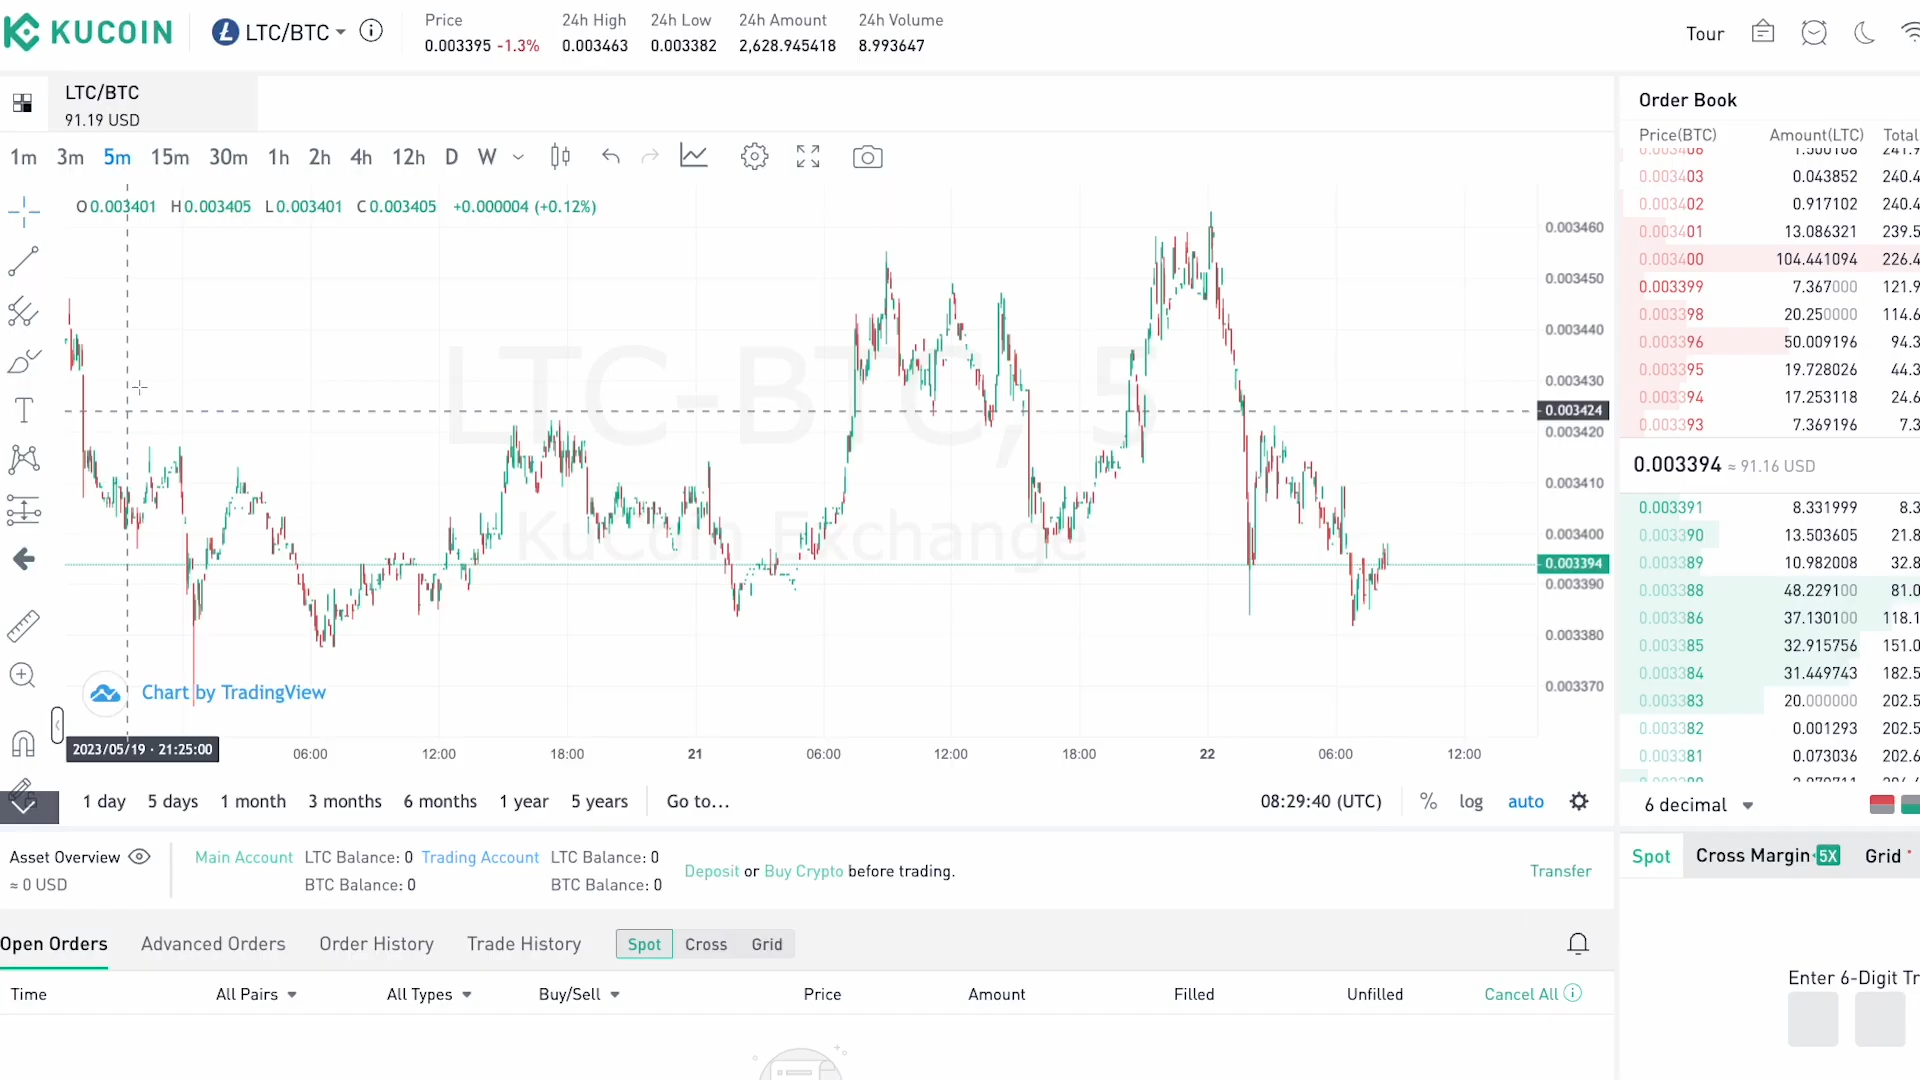 KUCOIN
LTC/BTC
Price
0.003395 -1.3%
24h High
0.003463
24h Low
0.003382
24h Amount
2,628.945418
24h Volume
8.993647
Tour
LTC/BTC
91.19 USD
1m 3m 5m 15m 30m 1h 2h 4h 12h D W
O0.003401 H0.003405 L0.003401 C0.003405 +0.000004 (+0.12%)
LTC-BTC, 5
KuCoin Exchange
0.003460
0.003450
0.003440
0.003430
0.003424
0.003420
0.003410
0.003400
0.003394
0.003390
0.003380
0.003370
Chart by TradingView
2023/05/19 · 21:25:00
06:00 12:00 18:00 21 06:00 12:00 18:00 22 06:00 12:00
1 day 5 days 1 month 3 months 6 months 1 year 5 years Go to...
08:29:40 (UTC) % log auto
Order Book
Price(BTC) Amount(LTC) Total
0.003403 0.043852 240.4
0.003402 0.917102 240.4
0.003401 13.086321 239.5
0.003400 104.441094 226.4
0.003399 7.367000 121.9
0.003398 20.250000 114.6
0.003396 50.009196 94.3
0.003395 19.728026 44.3
0.003394 17.253118 24.6
0.003393 7.369196 7.3
0.003394 ≈ 91.16 USD
0.003391 8.331999 8.3
0.003390 13.503605 21.8
0.003389 10.982008 32.8
0.003388 48.229100 81.0
0.003386 37.130100 118.1
0.003385 32.915756 151.0
0.003384 31.449743 182.5
0.003383 20.000000 202.5
0.003382 0.001293 202.5
0.003381 0.073036 202.6
6 decimal
Spot Cross Margin 5X Grid
Enter 6-Digit Tr
Asset Overview
≈ 0 USD
Main Account LTC Balance: 0
BTC Balance: 0
Trading Account LTC Balance: 0
BTC Balance: 0
Deposit or Buy Crypto before trading.
Transfer
Open Orders Advanced Orders Order History Trade History Spot Cross Grid
Time All Pairs All Types Buy/Sell Price Amount Filled Unfilled Cancel All